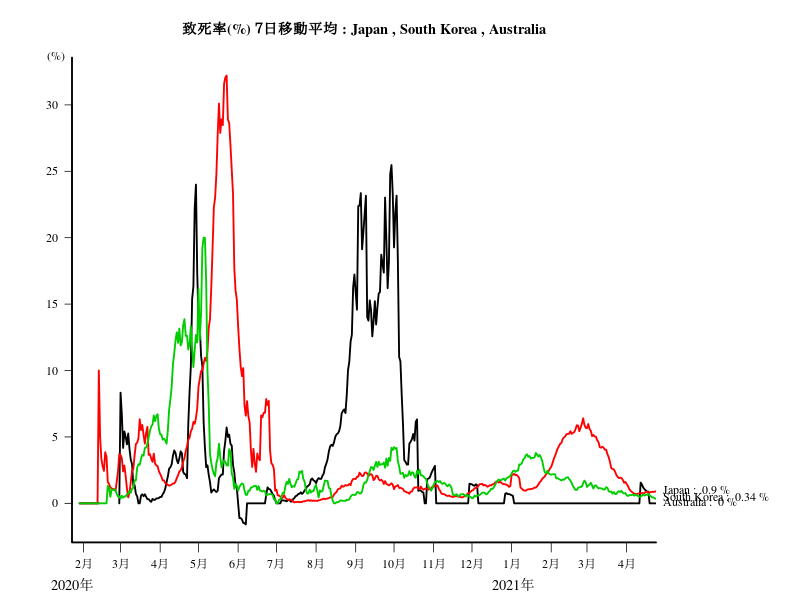 致死率(%) 7日移動平均 : Japan , South Korea , Australia
(%)
30
25
20
15
10
5
0
Japan : 0.9 %
South Korea : 0.34 %
Australia : 0 %
2月 3月 4月 5月 6月 7月 8月 9月 10月 11月 12月 1月 2月 3月 4月
2020年 2021年